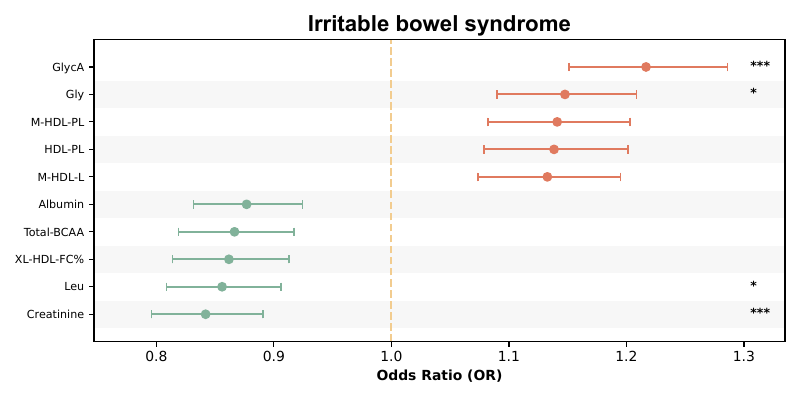 Irritable bowel syndrome
GlycA ***
Gly *
M-HDL-PL
HDL-PL
M-HDL-L
Albumin
Total-BCAA
XL-HDL-FC%
Leu *
Creatinine ***
0.8 0.9 1.0 1.1 1.2 1.3
Odds Ratio (OR)